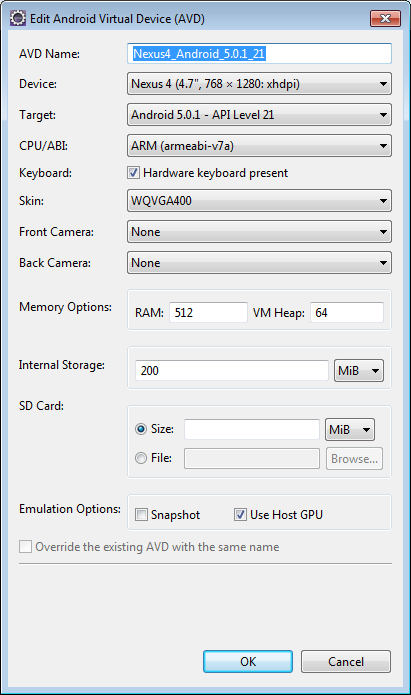 Edit Android Virtual Device (AVD)
AVD Name: Nexus4_Android_5.0.1_21
Device: Nexus 4 (4.7", 768 × 1280: xhdpi)
Target: Android 5.0.1 - API Level 21
CPU/ABI: ARM (armeabi-v7a)
Keyboard: Hardware keyboard present
Skin: WQVGA400
Front Camera: None
Back Camera: None
Memory Options: RAM: 512 VM Heap: 64
Internal Storage: 200 MiB
SD Card:
Size: MiB
File: Browse...
Emulation Options: Snapshot Use Host GPU
Override the existing AVD with the same name
OK Cancel